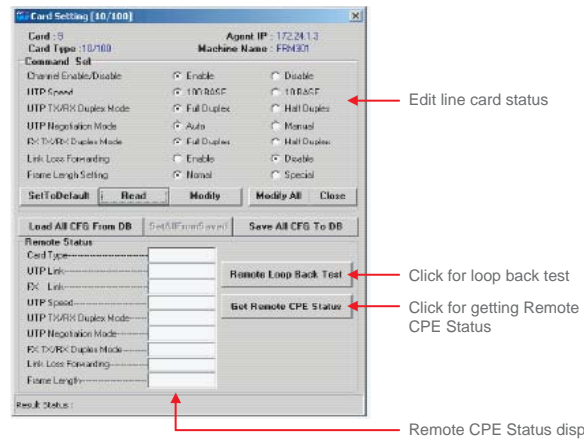 Card Setting [10/100]
Card : 9 Agent IP : 172.24.1.3
Card Type :10/100 Machine Name : FRM301
Command Set
Channel Enable/Disable Enable Disable
UTP Speed 100 BASE 10 BASE
UTP TX/RX Duplex Mode Full Duplex Half Duplex
UTP Negotiation Mode Auto Manual
FX TX/RX Duplex Mode Full Duplex Half Duplex
Link Loss Forwarding Enable Disable
Frame Lengh Setting Normal Special
SetToDefault Read Modify Modify All Close
Load All CFG From DB SetAllFromSaved Save All CFG To DB
Remote Status
Card Type
UTP Link
FX Link
UTP Speed
UTP TX/RX Duplex Mode
UTP Negotiation Mode
FX TX/RX Duplex Mode
Link Loss Forwarding
Frame Length
Remote Loop Back Test
Get Remote CPE Status
Result Status :
Edit line card status
Click for loop back test
Click for getting Remote
CPE Status
Remote CPE Status disp